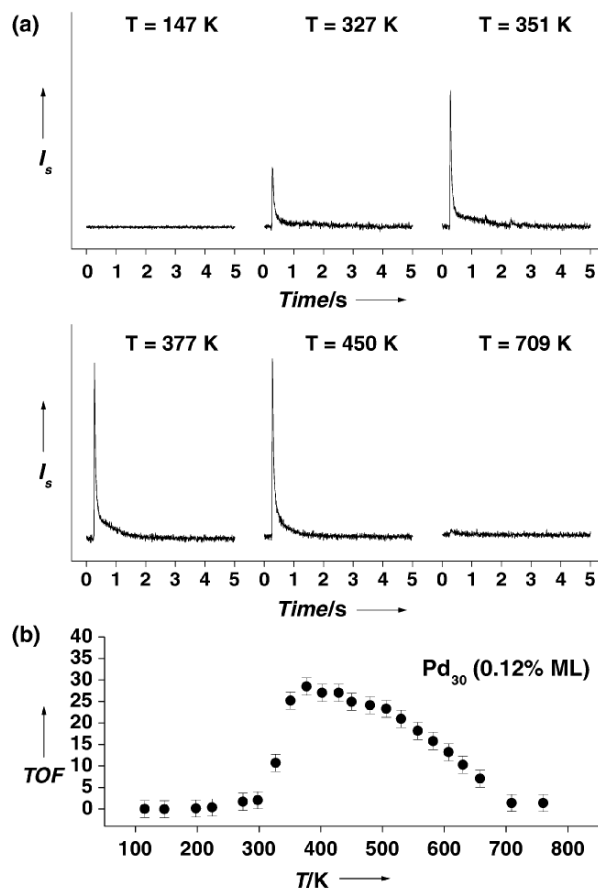 (a)
T = 147 K T = 327 K T = 351 K
I_s
0 1 2 3 4 5 0 1 2 3 4 5 0 1 2 3 4 5
Time/s
T = 377 K T = 450 K T = 709 K
I_s
0 1 2 3 4 5 0 1 2 3 4 5 0 1 2 3 4 5
Time/s
(b)
40
35
30
25
20
15
10
5
0
Pd₃₀ (0.12% ML)
TOF
100 200 300 400 500 600 700 800
T/K